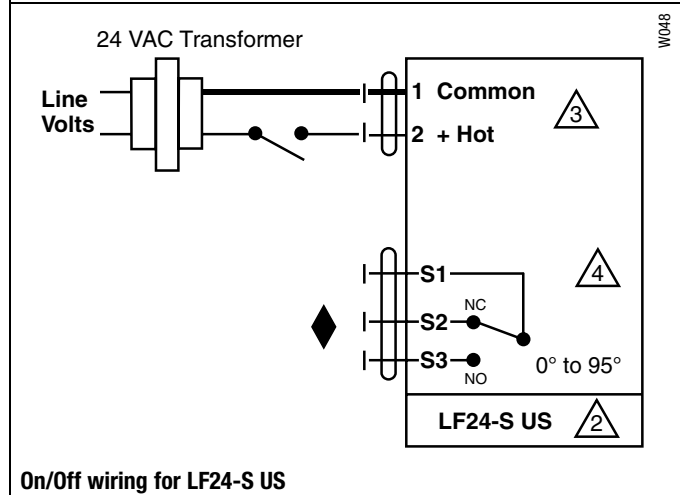 W048
24 VAC Transformer
Line
Volts
1 Common
2 + Hot
3
S1
4
S2
NC
S3
NO
0° to 95°
LF24-S US
2
On/Off wiring for LF24-S US